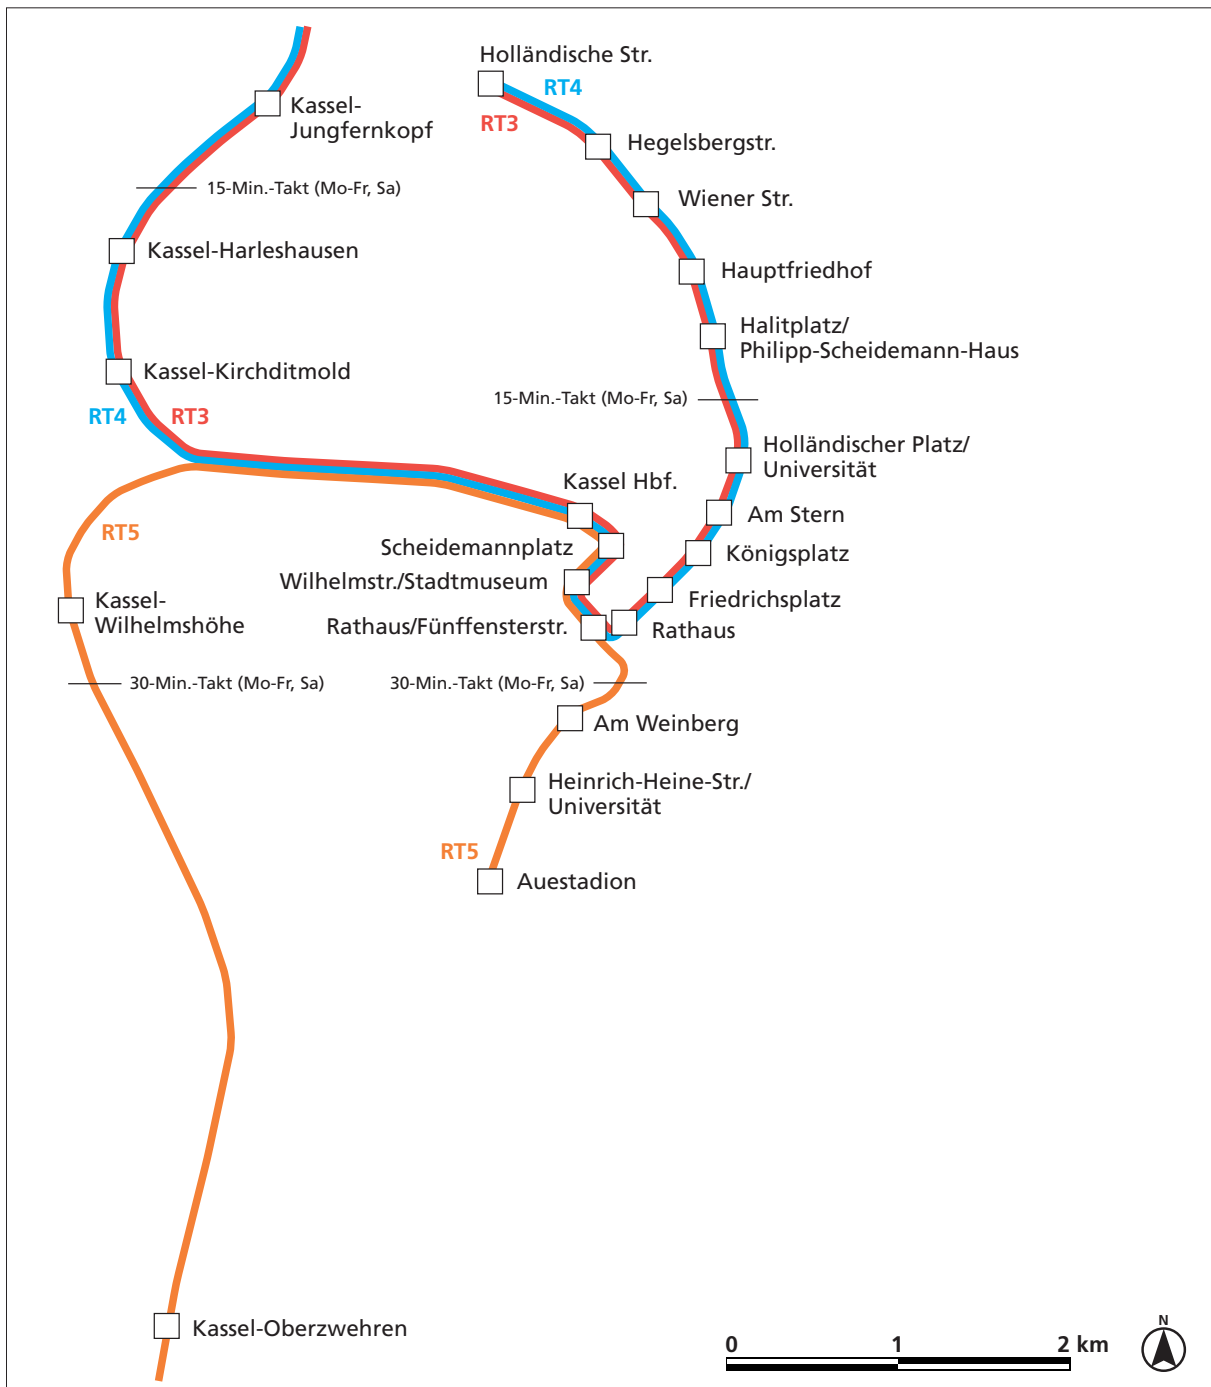 Holländische Str.
RT4
RT3
Kassel-
Jungfernkopf
Hegelsbergstr.
15-Min.-Takt (Mo-Fr, Sa)
Wiener Str.
Kassel-Harleshausen
Hauptfriedhof
Halitplatz/
Philipp-Scheidemann-Haus
Kassel-Kirchditmold
15-Min.-Takt (Mo-Fr, Sa)
RT4
RT3
Holländischer Platz/
Universität
Kassel Hbf.
Am Stern
RT5
Scheidemannplatz
Königsplatz
Wilhelmstr./Stadtmuseum
Kassel-
Wilhelmshöhe
Friedrichsplatz
Rathaus/Fünffensterstr.
Rathaus
30-Min.-Takt (Mo-Fr, Sa)
30-Min.-Takt (Mo-Fr, Sa)
Am Weinberg
Heinrich-Heine-Str./
Universität
RT5
Auestadion
Kassel-Oberzwehren
0 1 2 km
N